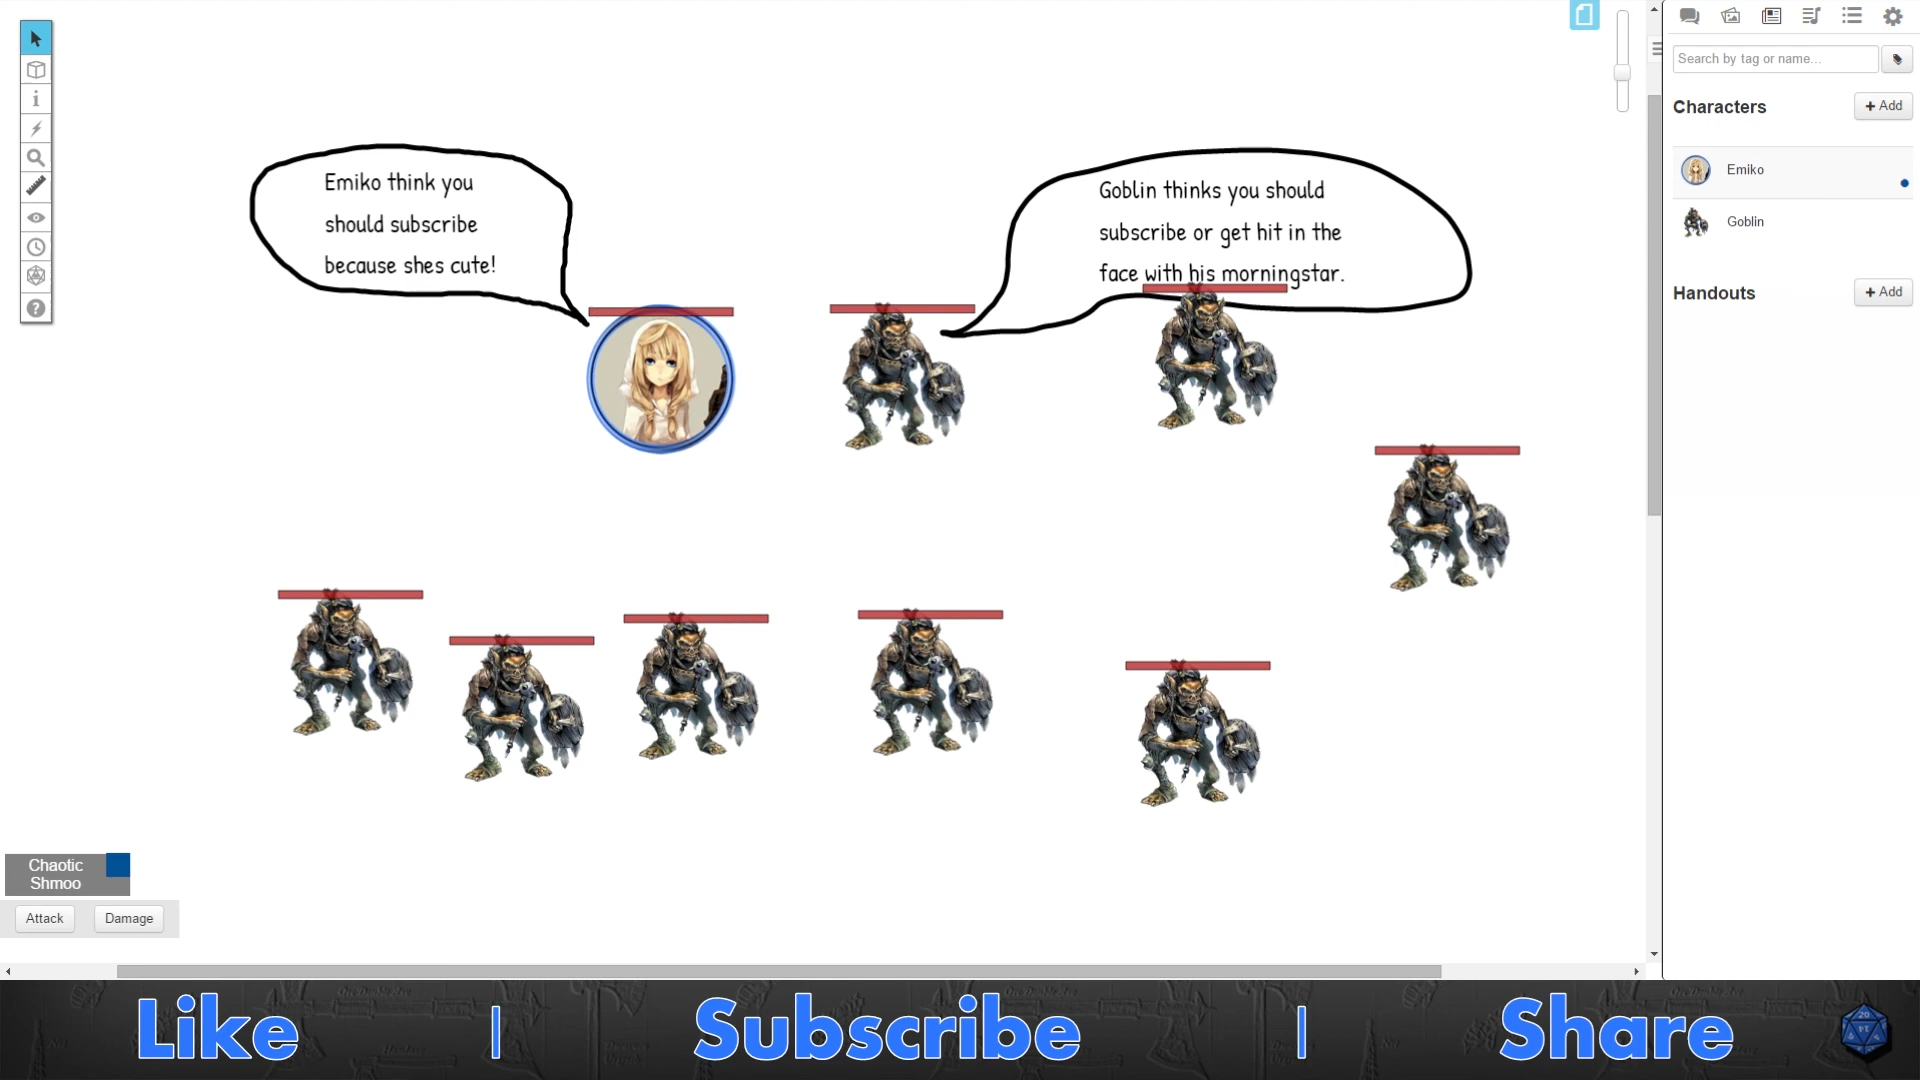 Search by tag or name...
Characters
+ Add
Emiko
Goblin
Handouts
+ Add
Emiko think you
should subscribe
because shes cute!
Goblin thinks you should
subscribe or get hit in the
face with his morningstar.
Chaotic
Shmoo
Attack
Damage
Like | Subscribe | Share
20
14